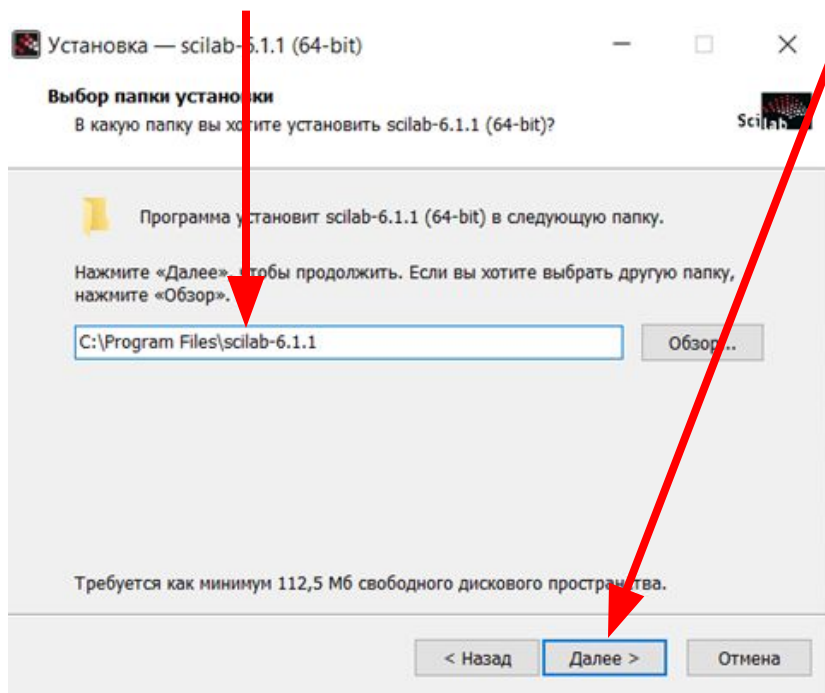 Установка — scilab-6.1.1 (64-bit)
Выбор папки установки
В какую папку вы хотите установить scilab-6.1.1 (64-bit)?
Scilab
Программа установит scilab-6.1.1 (64-bit) в следующую папку.
Нажмите «Далее», чтобы продолжить. Если вы хотите выбрать другую папку,
нажмите «Обзор».
C:\Program Files\scilab-6.1.1
Обзор...
Требуется как минимум 112,5 Мб свободного дискового пространства.
< Назад
Далее >
Отмена